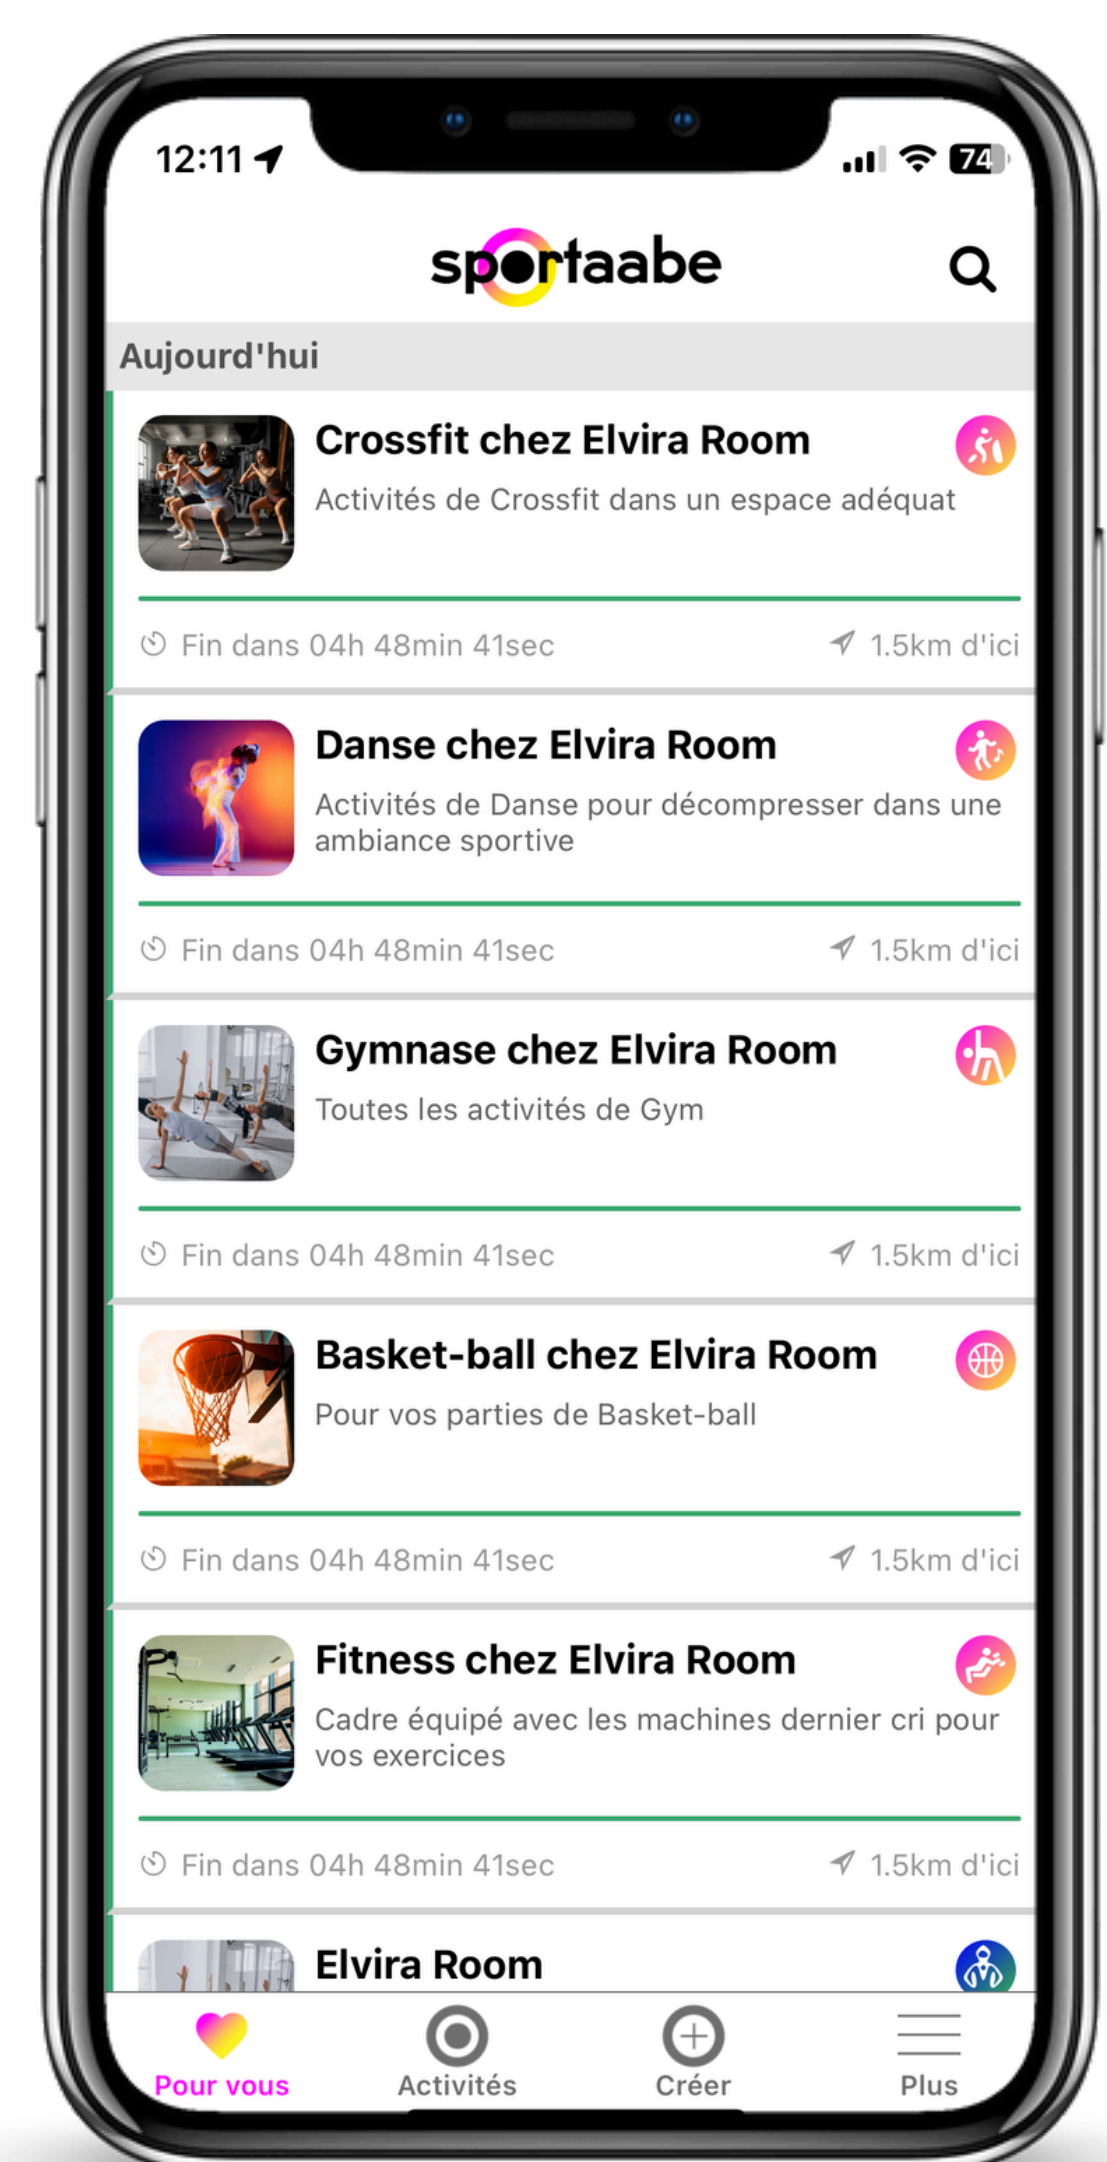 12:11
74
sportaabe
Aujourd'hui
Crossfit chez Elvira Room
Activités de Crossfit dans un espace adéquat
Fin dans 04h 48min 41sec
1.5km d'ici
Danse chez Elvira Room
Activités de Danse pour décompresser dans une
ambiance sportive
Fin dans 04h 48min 41sec
1.5km d'ici
Gymnase chez Elvira Room
Toutes les activités de Gym
Fin dans 04h 48min 41sec
1.5km d'ici
Basket-ball chez Elvira Room
Pour vos parties de Basket-ball
Fin dans 04h 48min 41sec
1.5km d'ici
Fitness chez Elvira Room
Cadre équipé avec les machines dernier cri pour
vos exercices
Fin dans 04h 48min 41sec
1.5km d'ici
Elvira Room
Pour vous
Activités
Créer
Plus